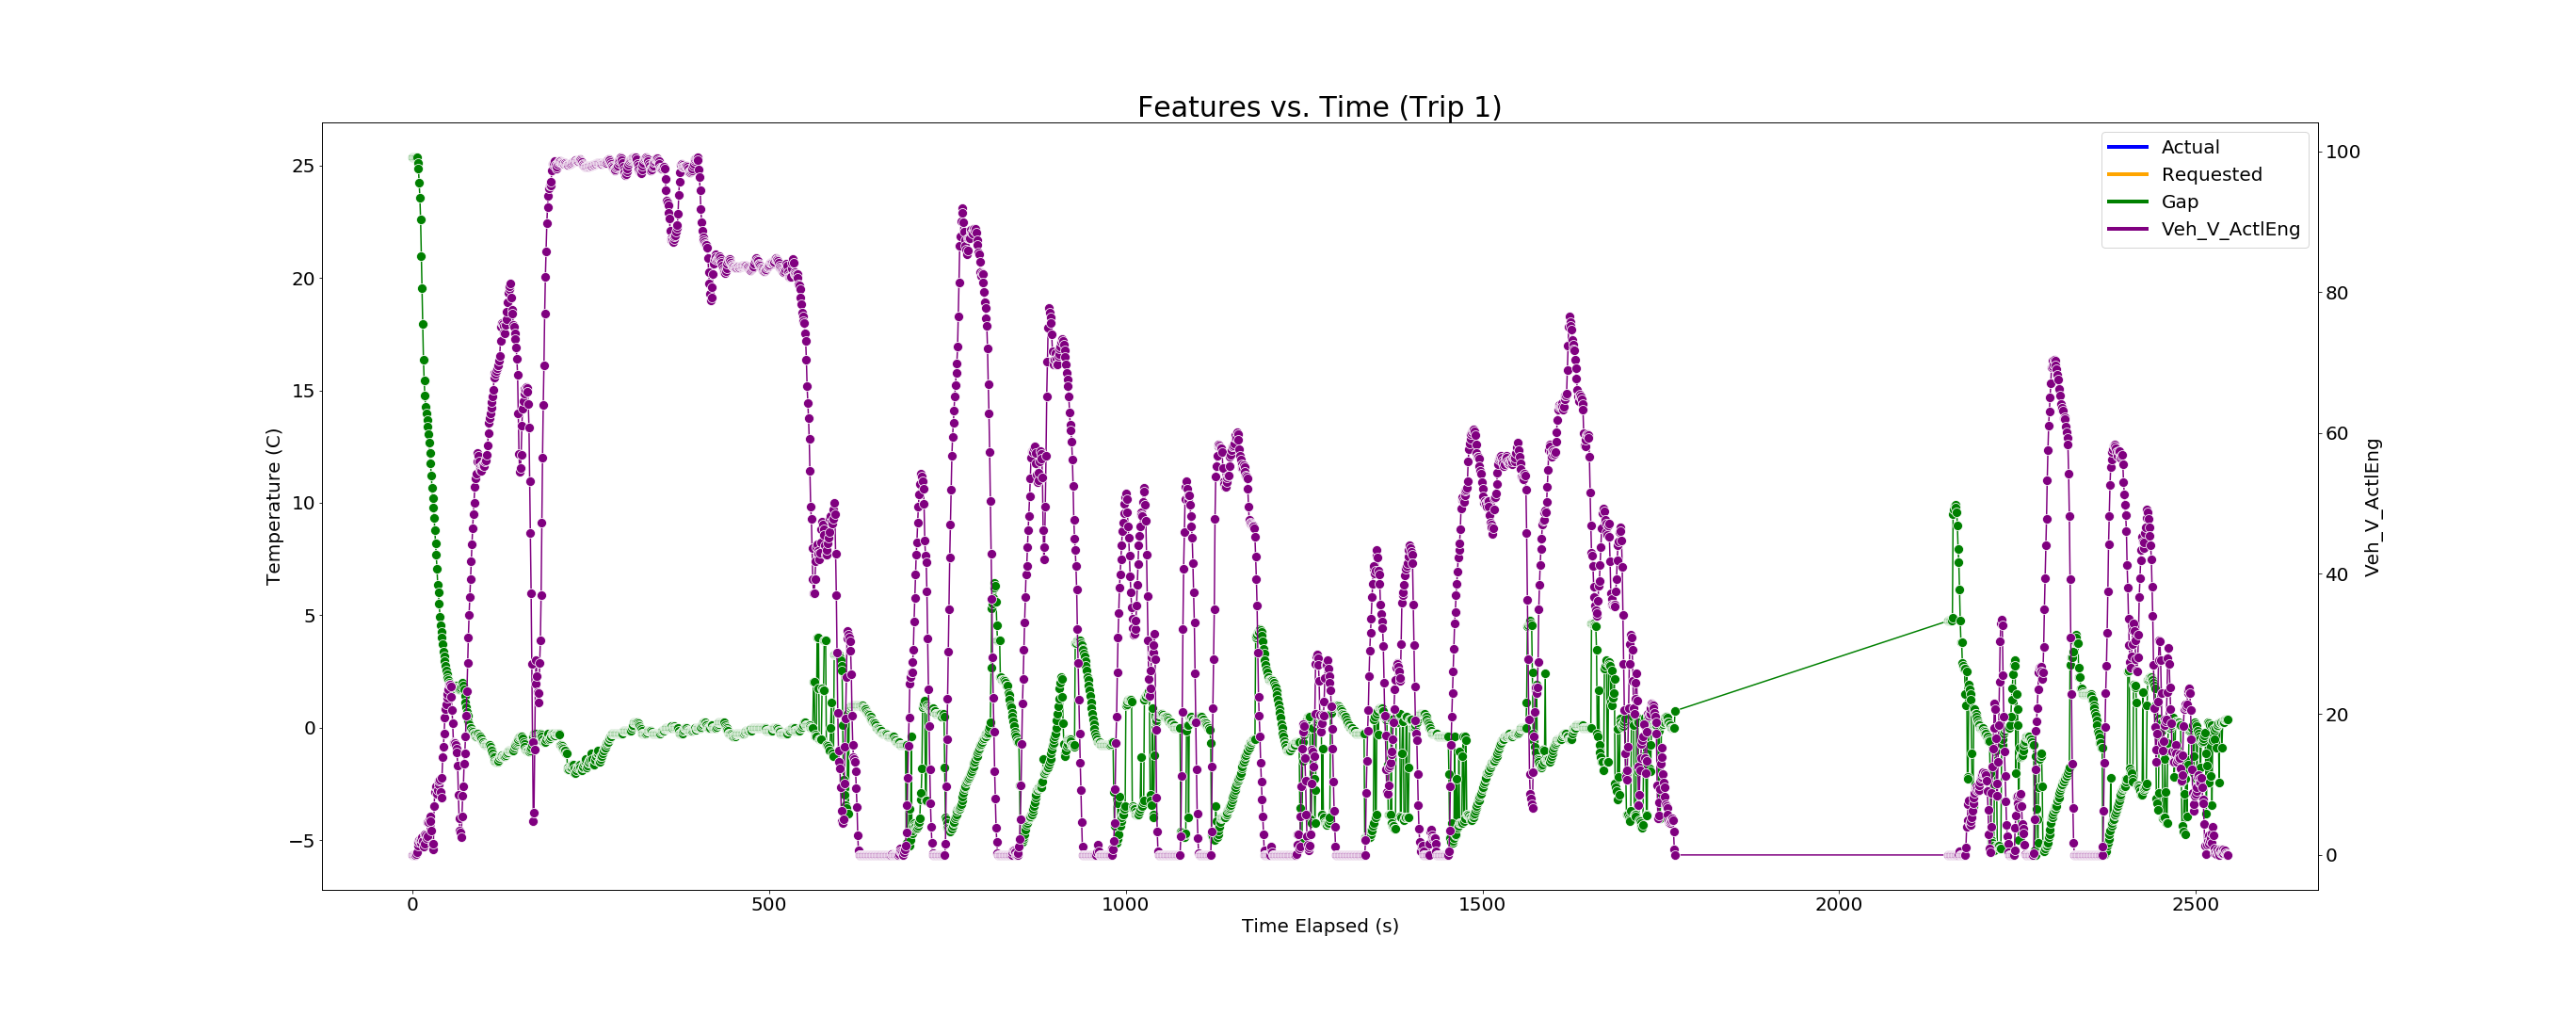 Features vs. Time (Trip 1)
Actual
Requested
Gap
Veh_V_ActlEng
Temperature (C)
25
20
15
10
5
0
−5
100
80
60
40
20
0
Veh_V_ActlEng
0 500 1000 1500 2000 2500
Time Elapsed (s)